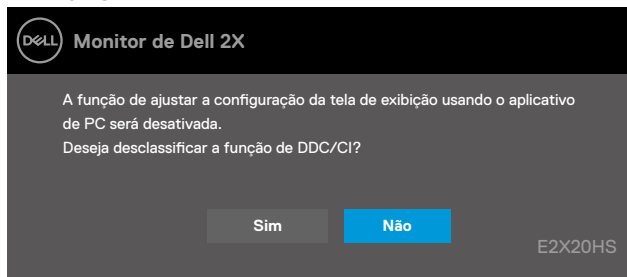 DELL Monitor de Dell 2X
A função de ajustar a configuração da tela de exibição usando o aplicativo
de PC será desativada.
Deseja desclassificar a função de DDC/CI?
Sim Não
E2X20HS